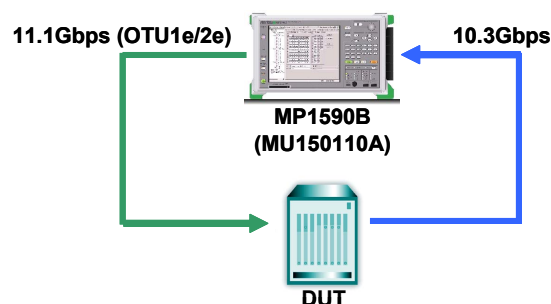 11.1Gbps (OTU1e/2e)
10.3Gbps
MP1590B
(MU150110A)
DUT